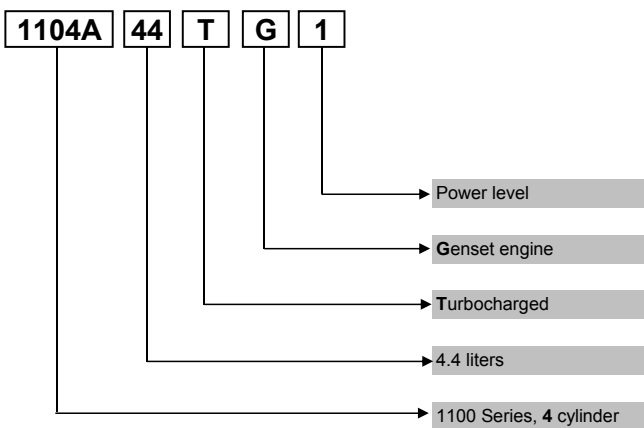 1104A 44 T G 1
Power level
Genset engine
Turbocharged
4.4 liters
1100 Series, 4 cylinder